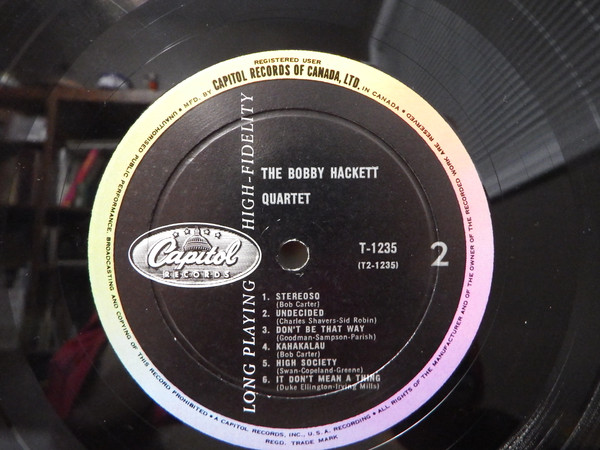 REGISTERED USER
MFD. BY CAPITOL RECORDS OF CANADA, LTD. IN CANADA • ALL RIGHTS OF THE MANUFACTURER AND OF THE OWNER OF THE RECORDED WORK ARE RESERVED
UNAUTHORISED PUBLIC PERFORMANCE, BROADCASTING AND COPYING OF THIS RECORD PROHIBITED •
LONG PLAYING HIGH-FIDELITY
THE BOBBY HACKETT
QUARTET
Capitol
RECORDS
T-1235
(T2-1235)
2
1. STEREOSO
(Bob Carter)
2. UNDECIDED
(Charles Shavers-Sid Robin)
3. DON'T BE THAT WAY
(Goodman-Sampson-Parish)
4. KAHAKALAU
(Bob Carter)
5. HIGH SOCIETY
(Swan-Copeland-Greene)
6. IT DON'T MEAN A THING
(Duke Ellington-Irving Mills)
A CAPITOL RECORDS, INC., U.S.A. RECORDING •
REGD. TRADE MARK